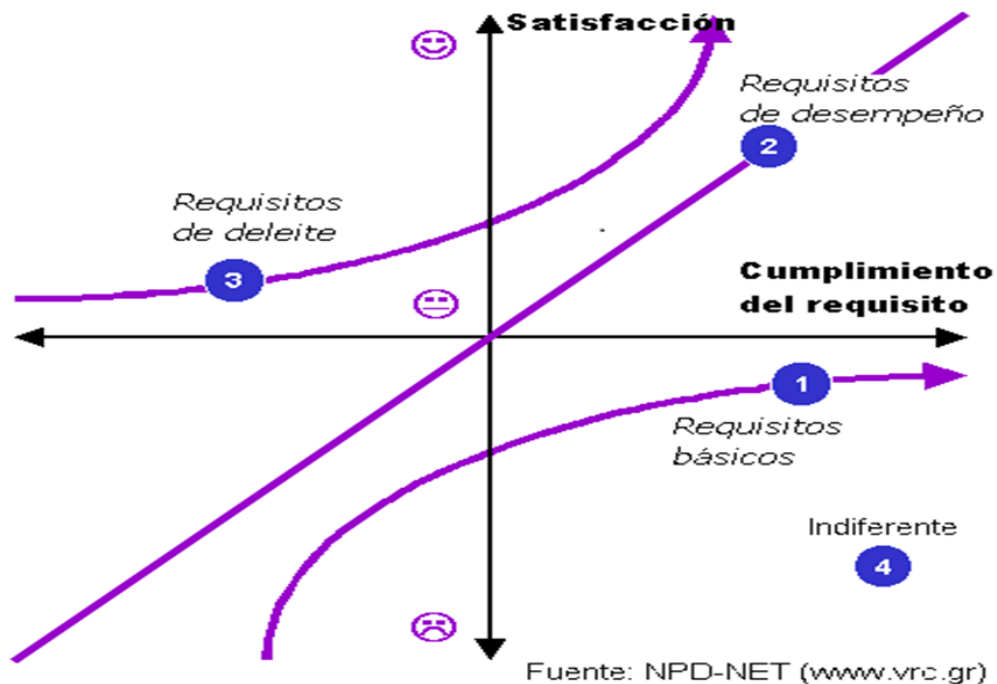 Satisfacción
Requisitos
de desempeño
2
Requisitos
de deleite
3
Cumplimiento
del requisito
1
Requisitos
básicos
Indiferente
4
Fuente: NPD-NET (www.vrc.gr)